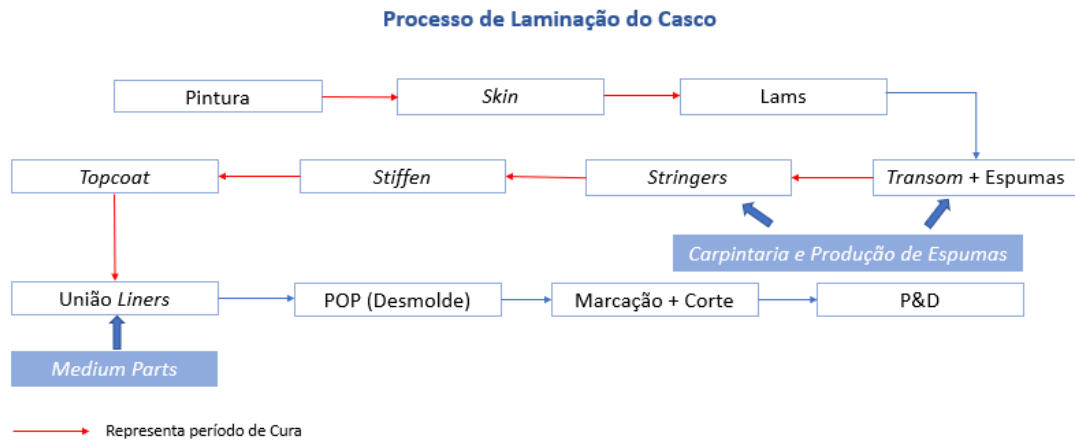 Processo de Laminação do Casco
Pintura
Skin
Lams
Topcoat
Stiffen
Stringers
Transom + Espumas
Carpintaria e Produção de Espumas
União Liners
POP (Desmolde)
Marcação + Corte
P&D
Medium Parts
Representa período de Cura